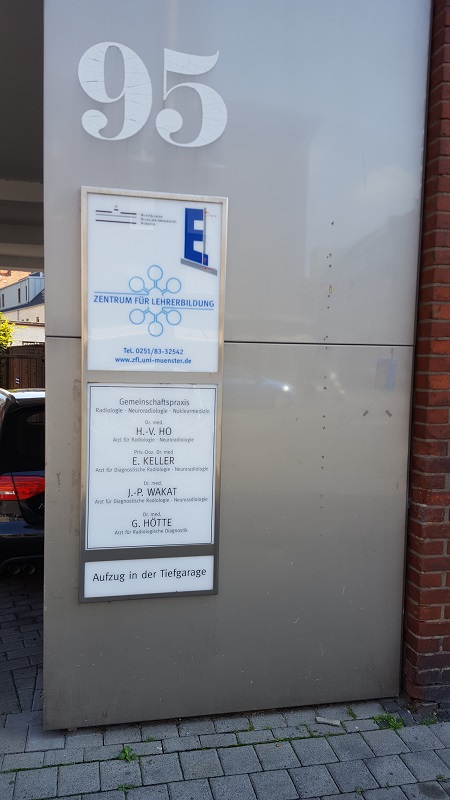 95
E
ZENTRUM FÜR LEHRERBILDUNG
Tel. 0251/83-32542
www.zfl.uni-muenster.de
Gemeinschaftspraxis
Radiologie - Neuroradiologie - Nuklearmedizin
Dr. med.
H.-V. HO
Arzt für Radiologie - Neuroradiologie
Priv.-Doz. Dr. med.
E. KELLER
Arzt für Diagnostische Radiologie - Neuroradiologie
Dr. med.
J.-P. WAKAT
Arzt für Diagnostische Radiologie - Neuroradiologie
Dr. med.
G. HÖTTE
Arzt für Radiologische Diagnostik
Aufzug in der Tiefgarage